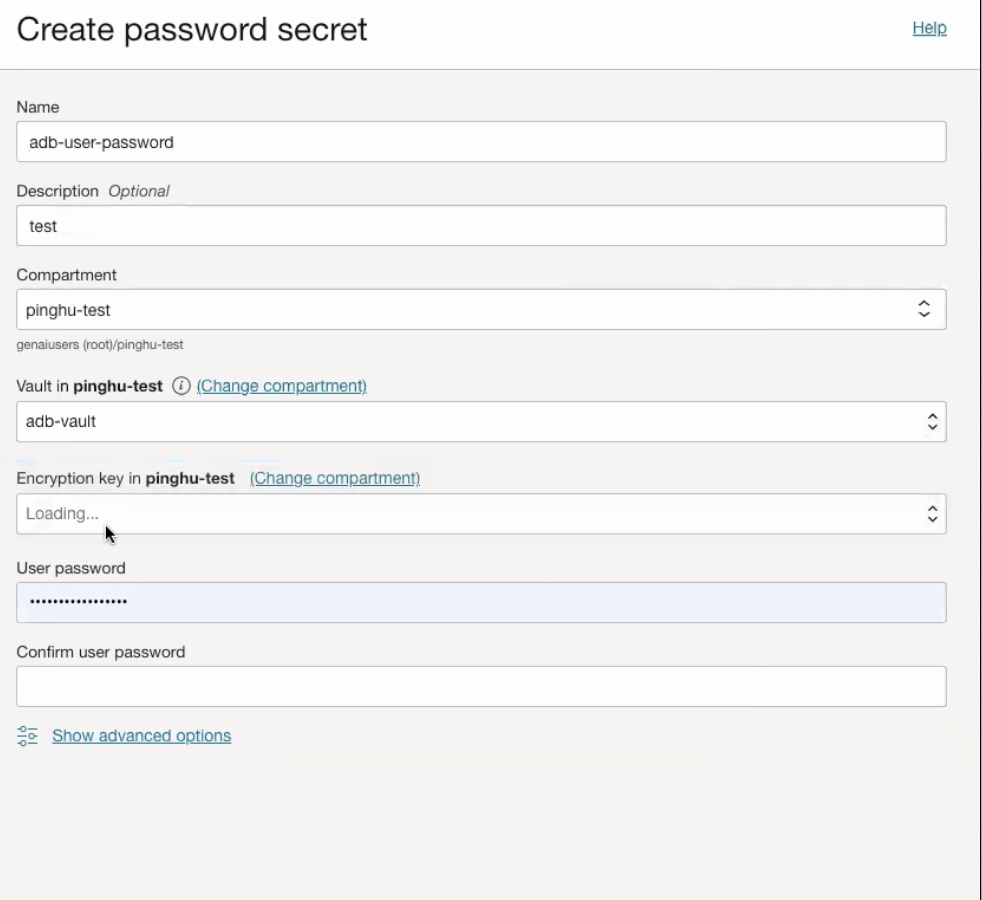 Create password secret
Help
Name
adb-user-password
Description Optional
test
Compartment
pinghu-test
genaiusers (root)/pinghu-test
Vault in pinghu-test i (Change compartment)
adb-vault
Encryption key in pinghu-test (Change compartment)
Loading...
User password
•••••••••••••••••
Confirm user password
Show advanced options